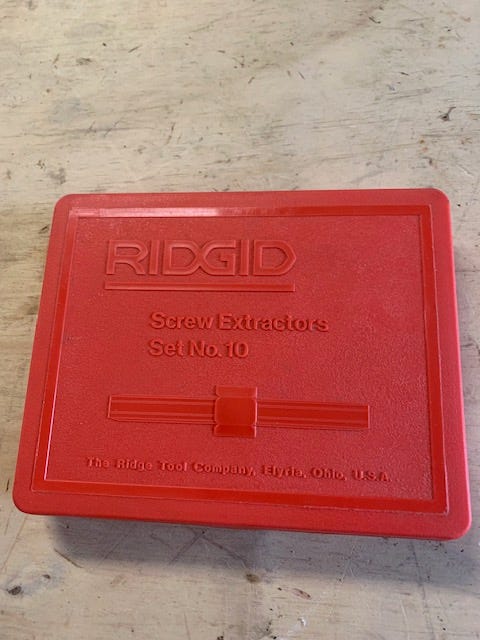 RIDGID
Screw Extractors
Set No. 10
The Ridge Tool Company, Elyria, Ohio, U.S.A.